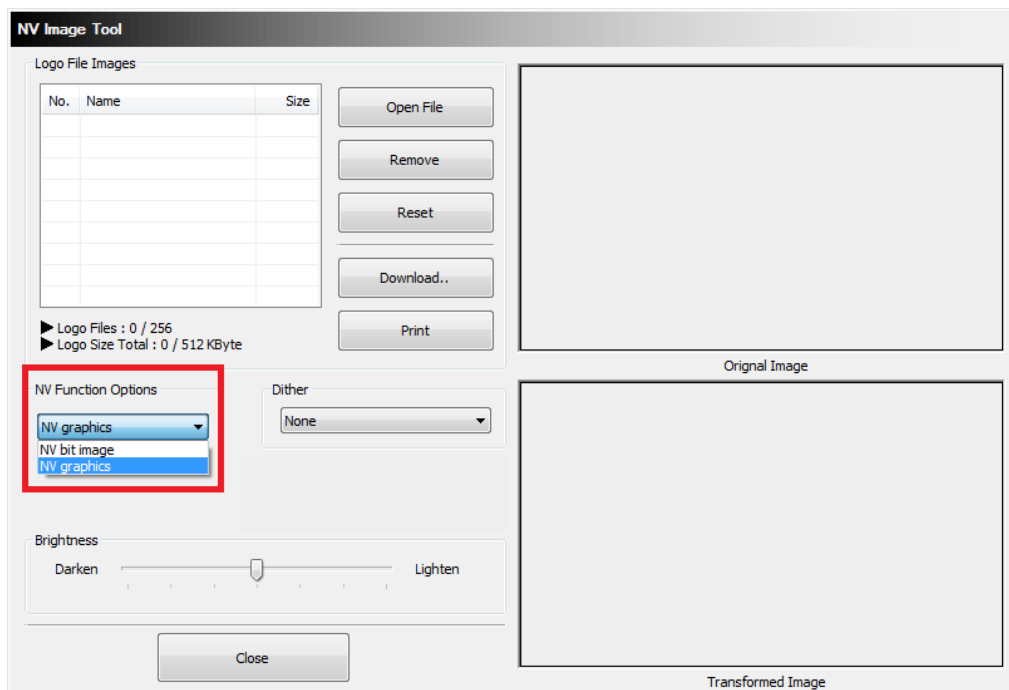 NV Image Tool
Logo File Images
No. Name Size
Open File
Remove
Reset
Download..
Print
Logo Files : 0 / 256
Logo Size Total : 0 / 512 KByte
Orignal Image
NV Function Options
NV graphics
NV bit image
NV graphics
Dither
None
Brightness
Darken Lighten
Close
Transformed Image